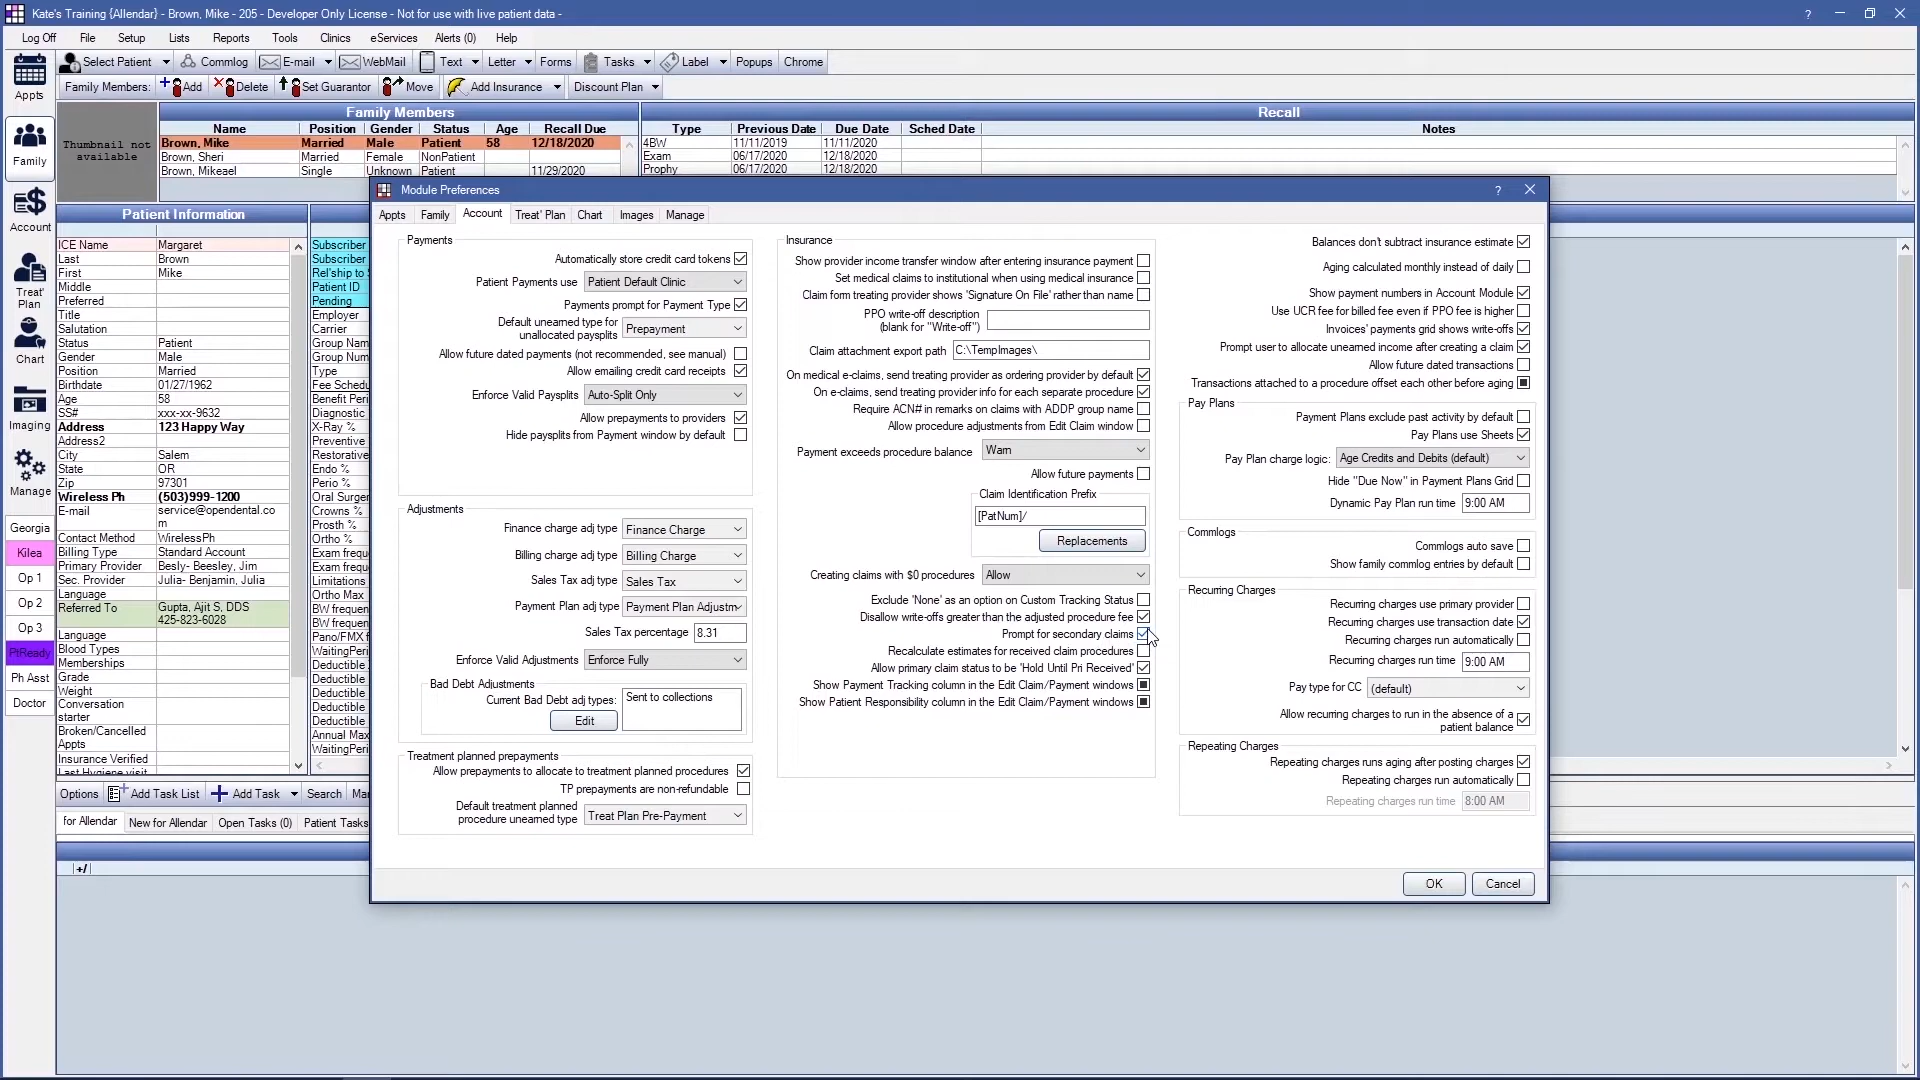 Kate's Training {Allendar} - Brown, Mike - 205 - Developer Only License - Not for use with live patient data -
Log Off File Setup Lists Reports Tools Clinics eServices Alerts (0) Help
Select Patient Commlog E-mail WebMail Text Letter Forms Tasks Label Popups Chrome
Family Members: Add Delete Set Guarantor Move Add Insurance Discount Plan
Appts
Family
Account
Treat' Plan
Chart
Imaging
Manage
Georgia
Kilea
Op 1
Op 2
Op 3
PtReady
Ph Asst
Doctor
Thumbnail not available
Family Members
Name Position Gender Status Age Recall Due
Brown, Mike Married Male Patient 58 12/18/2020
Brown, Sheri Married Female NonPatient
Brown, Mikeael Single Unknown Patient 11/29/2020
Recall
Type Previous Date Due Date Sched Date Notes
4BW 11/11/2019 11/11/2020
Exam 06/17/2020 12/18/2020
Prophy 06/17/2020 12/18/2020
Patient Information
ICE Name Margaret
Last Brown
First Mike
Middle
Preferred
Title
Salutation
Status Patient
Gender Male
Position Married
Birthdate 01/27/1962
Age 58
SS# xxx-xx-9632
Address 123 Happy Way
Address2
City Salem
State OR
Zip 97301
Wireless Ph (503)999-1200
E-mail service@opendental.com
Contact Method WirelessPh
Billing Type Standard Account
Primary Provider Besly- Beesley, Jim
Sec. Provider Julia- Benjamin, Julia
Language
Referred To Gupta, Ajit S, DDS
425-823-6028
Language
Blood Types
Memberships
Grade
Weight
Conversation starter
Broken/Cancelled Appts
Insurance Verified
Last Hygiene visit
Subscriber
Subscriber
Rel'ship to S
Patient ID
Pending
Employer
Carrier
Group Nam
Group Num
Type
Fee Schedu
Benefit Peri
Diagnostic
X-Ray %
Preventive
Restorative
Endo %
Perio %
Oral Surger
Crowns %
Prosth %
Ortho %
Exam frequ
Exam frequ
Limitations
Ortho Max
BW frequen
BW frequen
Pano/FMX f
Deductible
Deductible
Deductible
Deductible
Deductible
Annual Max
WaitingPeri
WaitingPeri
Module Preferences
Appts Family Account Treat' Plan Chart Images Manage
Payments
Automatically store credit card tokens
Patient Payments use Patient Default Clinic
Payments prompt for Payment Type
Default unearned type for unallocated paysplits Prepayment
Allow future dated payments (not recommended, see manual)
Allow emailing credit card receipts
Enforce Valid Paysplits Auto-Split Only
Allow prepayments to providers
Hide paysplits from Payment window by default
Adjustments
Finance charge adj type Finance Charge
Billing charge adj type Billing Charge
Sales Tax adj type Sales Tax
Payment Plan adj type Payment Plan Adjustm
Sales Tax percentage 8.31
Enforce Valid Adjustments Enforce Fully
Bad Debt Adjustments
Current Bad Debt adj types: Sent to collections
Edit
Treatment planned prepayments
Allow prepayments to allocate to treatment planned procedures
TP prepayments are non-refundable
Default treatment planned procedure unearned type Treat Plan Pre-Payment
Insurance
Show provider income transfer window after entering insurance payment
Set medical claims to institutional when using medical insurance
Claim form treating provider shows 'Signature On File' rather than name
PPO write-off description
(blank for "Write-off")
Claim attachment export path C:\TempImages\
On medical e-claims, send treating provider as ordering provider by default
On e-claims, send treating provider info for each separate procedure
Require ACN# in remarks on claims with ADDP group name
Allow procedure adjustments from Edit Claim window
Payment exceeds procedure balance Warn
Allow future payments
Claim Identification Prefix
[PatNum]/
Replacements
Creating claims with $0 procedures Allow
Exclude 'None' as an option on Custom Tracking Status
Disallow write-offs greater than the adjusted procedure fee
Prompt for secondary claims
Recalculate estimates for received claim procedures
Allow primary claim status to be 'Hold Until Pri Received'
Show Payment Tracking column in the Edit Claim/Payment windows
Show Patient Responsibility column in the Edit Claim/Payment windows
Balances don't subtract insurance estimate
Aging calculated monthly instead of daily
Show payment numbers in Account Module
Use UCR fee for billed fee even if PPO fee is higher
Invoices' payments grid shows write-offs
Prompt user to allocate unearned income after creating a claim
Allow future dated transactions
Transactions attached to a procedure offset each other before aging
Pay Plans
Payment Plans exclude past activity by default
Pay Plans use Sheets
Pay Plan charge logic: Age Credits and Debits (default)
Hide "Due Now" in Payment Plans Grid
Dynamic Pay Plan run time 9:00 AM
Commlogs
Commlogs auto save
Show family commlog entries by default
Recurring Charges
Recurring charges use primary provider
Recurring charges use transaction date
Recurring charges run automatically
Recurring charges run time 9:00 AM
Pay type for CC (default)
Allow recurring charges to run in the absence of a patient balance
Repeating Charges
Repeating charges runs aging after posting charges
Repeating charges run automatically
Repeating charges run time 8:00 AM
OK Cancel
Options Add Task List Add Task Search Mar
for Allendar New for Allendar Open Tasks (0) Patient Tasks
+/